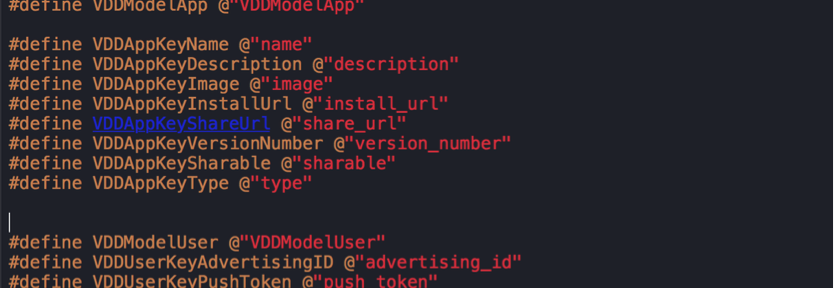 #define VDDModelApp @"VDDModelApp"
#define VDDAppKeyName @"name"
#define VDDAppKeyDescription @"description"
#define VDDAppKeyImage @"image"
#define VDDAppKeyInstallUrl @"install_url"
#define VDDAppKeyShareUrl @"share_url"
#define VDDAppKeyVersionNumber @"version_number"
#define VDDAppKeySharable @"sharable"
#define VDDAppKeyType @"type"
#define VDDModelUser @"VDDModelUser"
#define VDDUserKeyAdvertisingID @"advertising_id"
#define VDDUserKeyPushToken @"push_token"